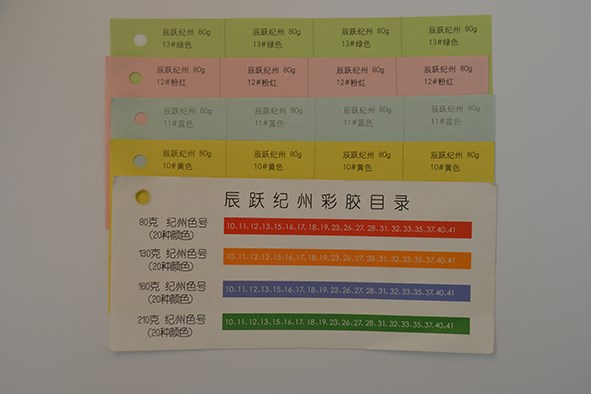 辰跃纪州 80g 辰跃纪州 80g 辰跃纪州 80g 辰跃纪州 80g
13#绿色 13#绿色 13#绿色 13#绿色
辰跃纪州 80g 辰跃纪州 80g 辰跃纪州 80g 辰跃纪州 80g
12#粉红 12#粉红 12#粉红 12#粉红
辰跃纪州 80g 辰跃纪州 80g 辰跃纪州 80g 辰跃纪州 80g
11#蓝色 11#蓝色 11#蓝色 11#蓝色
辰跃纪州 80g 辰跃纪州 80g 辰跃纪州 80g 辰跃纪州 80g
10#黄色 10#黄色 10#黄色 10#黄色
辰跃纪州彩胶目录
80克 纪州色号 10.11.12.13.15.16.17.18.19.23.26.27.28.31.32.33.35.37.40.41
(20种颜色)
130克 纪州色号 10.11.12.13.15.16.17.18.19.23.26.27.28.31.32.33.35.37.40.41
(20种颜色)
160克 纪州色号 10.11.12.13.15.16.17.18.19.23.26.27.28.31.32.33.35.37.40.41
(20种颜色)
210克 纪州色号 10.11.12.13.15.16.17.18.19.23.26.27.28.31.32.33.35.37.40.41
(20种颜色)